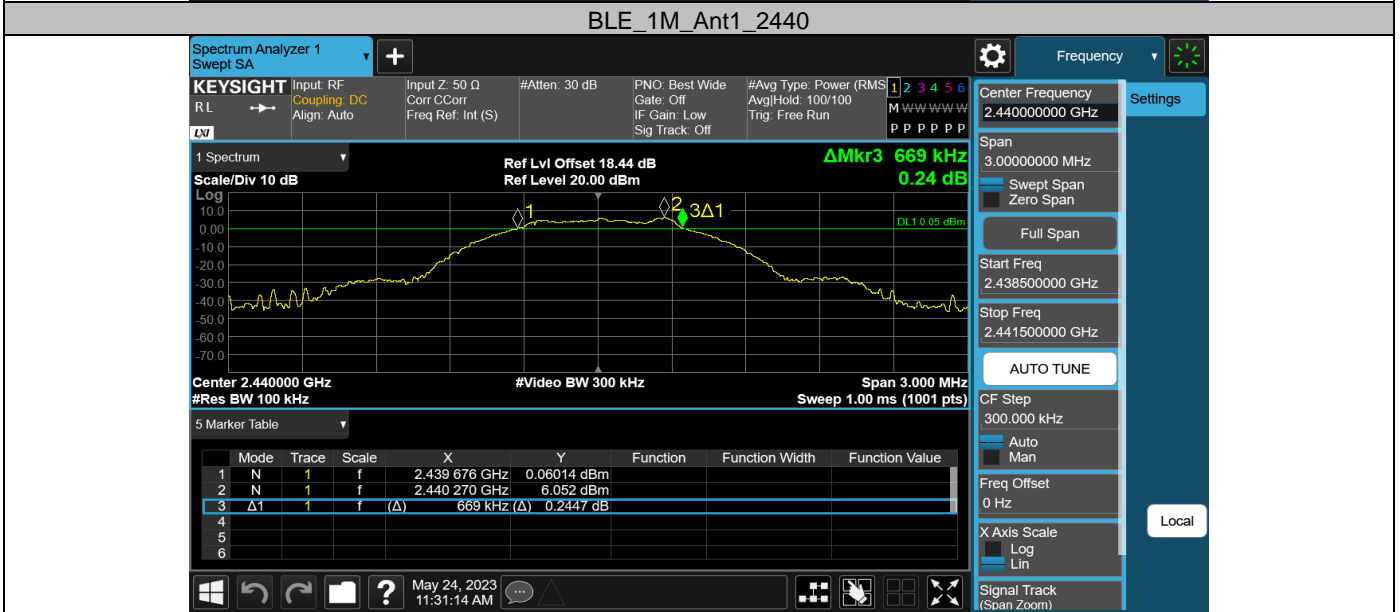 BLE_1M_Ant1_2440
Spectrum Analyzer 1
Swept SA
Frequency
KEYSIGHT
RL
LXI
Input: RF
Coupling: DC
Align: Auto
Input Z: 50 Ω
Corr CCorr
Freq Ref: Int (S)
#Atten: 30 dB
PNO: Best Wide
Gate: Off
IF Gain: Low
Sig Track: Off
#Avg Type: Power (RMS
Avg|Hold: 100/100
Trig: Free Run
1 2 3 4 5 6
M W W W W W
P P P P P P
1 Spectrum
Scale/Div 10 dB
Ref Lvl Offset 18.44 dB
Ref Level 20.00 dBm
ΔMkr3 669 kHz
0.24 dB
Log
10.0
0.00
-10.0
-20.0
-30.0
-40.0
-50.0
-60.0
-70.0
1
2
3Δ1
DL1 0.05 dBm
Center 2.440000 GHz
#Video BW 300 kHz
Span 3.000 MHz
#Res BW 100 kHz
Sweep 1.00 ms (1001 pts)
5 Marker Table
Mode Trace Scale X Y Function Function Width Function Value
1 N 1 f 2.439 676 GHz 0.06014 dBm
2 N 1 f 2.440 270 GHz 6.052 dBm
3 Δ1 1 f (Δ) 669 kHz (Δ) 0.2447 dB
4
5
6
May 24, 2023
11:31:14 AM
Center Frequency
2.440000000 GHz
Settings
Span
3.00000000 MHz
Swept Span
Zero Span
Full Span
Start Freq
2.438500000 GHz
Stop Freq
2.441500000 GHz
AUTO TUNE
CF Step
300.000 kHz
Auto
Man
Freq Offset
0 Hz
X Axis Scale
Log
Lin
Signal Track
(Span Zoom)
Local